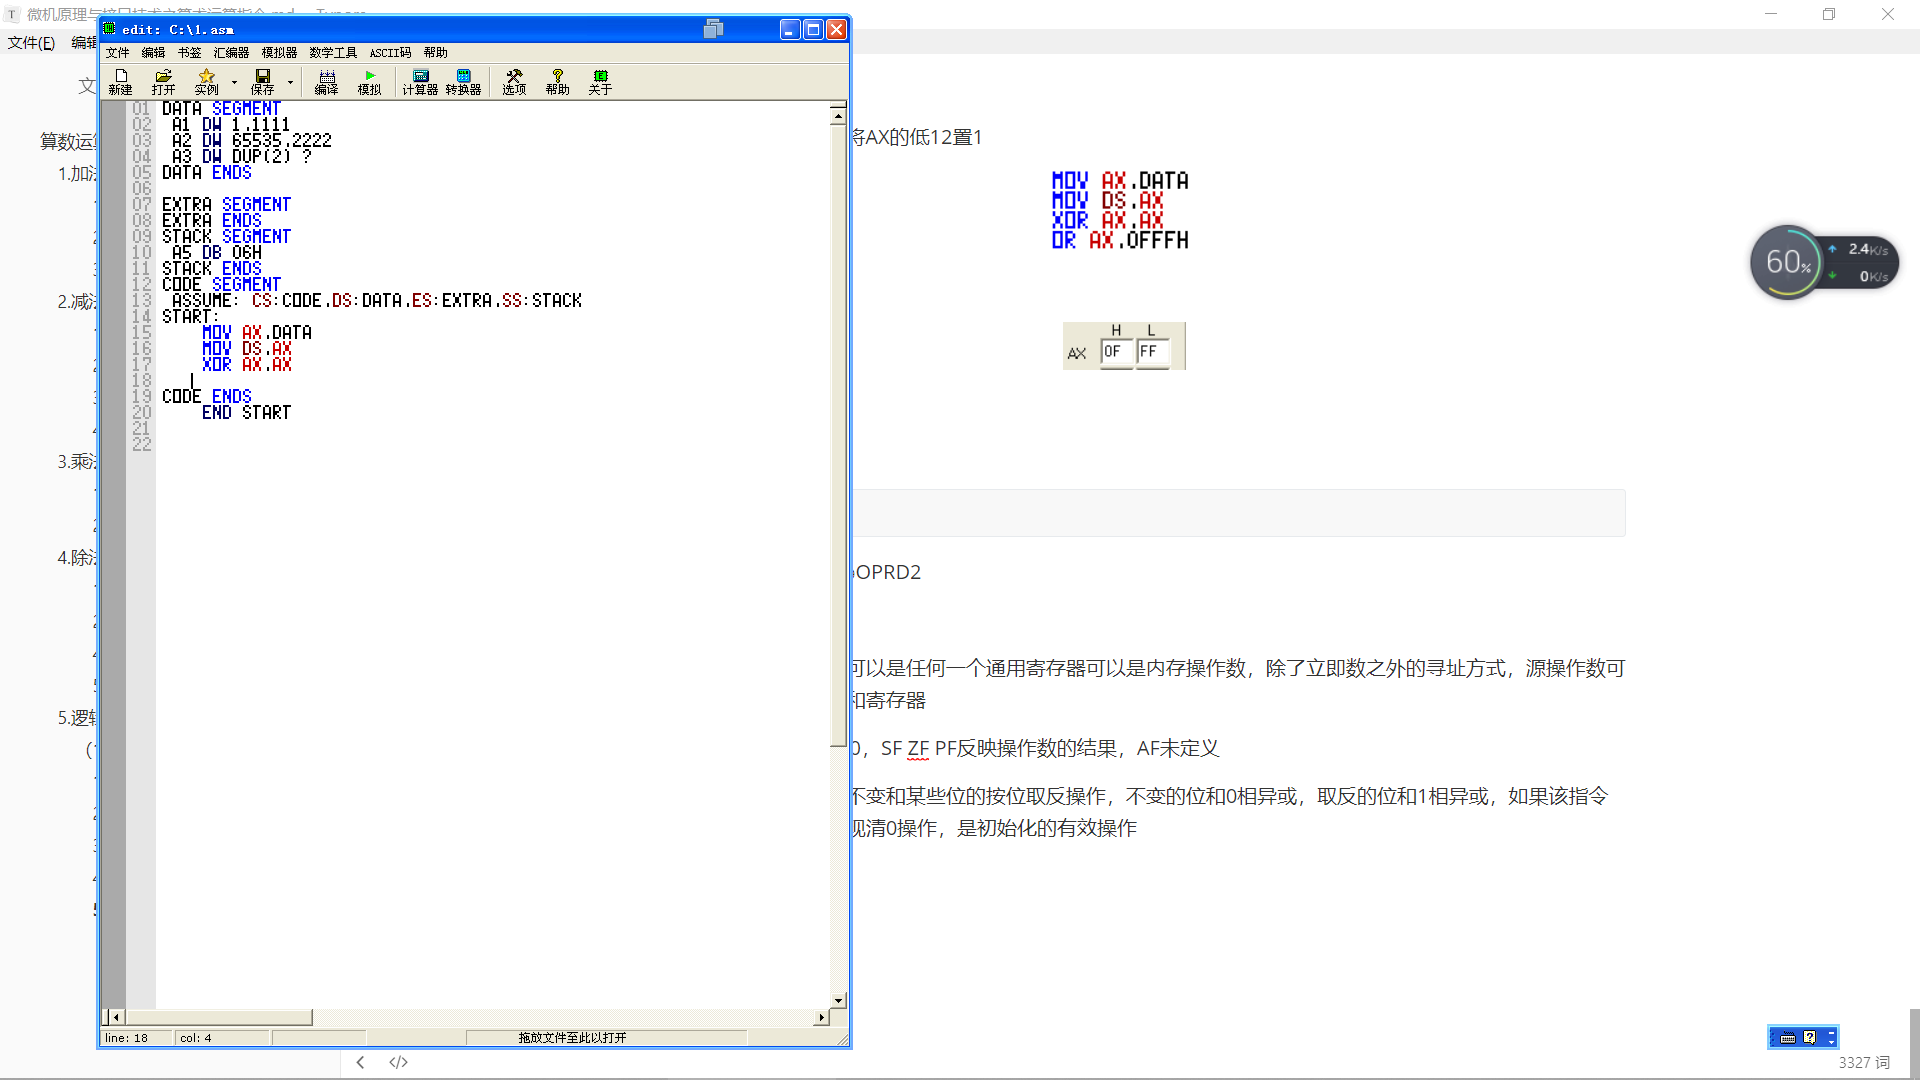 微机原理与接口技术之算术运算指令.md - Typora
文件(E) 编辑
edit: C:\1.asm
文件 编辑 书签 汇编器 模拟器 数学工具 ASCII码 帮助
新建 打开 实例 保存 编译 模拟 计算器 转换器 选项 帮助 关于
01 DATA SEGMENT
02 A1 DW 1,1111
03 A2 DW 65535,2222
04 A3 DW DUP(2) ?
05 DATA ENDS
06
07 EXTRA SEGMENT
08 EXTRA ENDS
09 STACK SEGMENT
10 A5 DB 06H
11 STACK ENDS
12 CODE SEGMENT
13 ASSUME: CS:CODE,DS:DATA,ES:EXTRA,SS:STACK
14 START:
15 MOV AX,DATA
16 MOV DS,AX
17 XOR AX,AX
18
19 CODE ENDS
20 END START
21
22
line: 18 col: 4 拖放文件至此以打开
文
算数运
1.加法
2.减法
3.乘法
4.除法
5.逻辑
将AX的低12置1
MOV AX,DATA
MOV DS,AX
XOR AX,AX
OR AX,0FFFH
H L
AX 0F FF
OPRD2
可以是任何一个通用寄存器可以是内存操作数，除了立即数之外的寻址方式，源操作数可
和寄存器
0，SF ZF PF反映操作数的结果，AF未定义
不变和某些位的按位取反操作，不变的位和0相异或，取反的位和1相异或，如果该指令
现清0操作，是初始化的有效操作
60% 2.4K/s
0K/s
3327 词